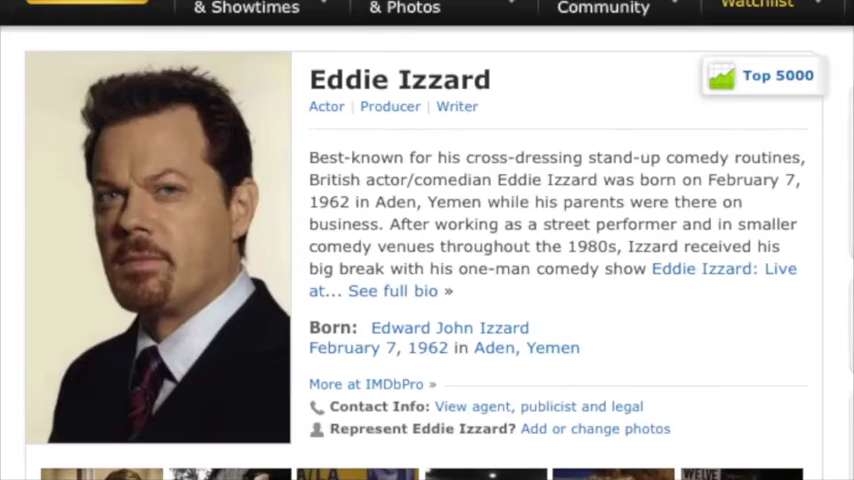 & Showtimes
& Photos
Community
Watchlist
Eddie Izzard
Top 5000
Actor | Producer | Writer
Best-known for his cross-dressing stand-up comedy routines,
British actor/comedian Eddie Izzard was born on February 7,
1962 in Aden, Yemen while his parents were there on
business. After working as a street performer and in smaller
comedy venues throughout the 1980s, Izzard received his
big break with his one-man comedy show Eddie Izzard: Live
at... See full bio »
Born: Edward John Izzard
February 7, 1962 in Aden, Yemen
More at IMDbPro »
Contact Info: View agent, publicist and legal
Represent Eddie Izzard? Add or change photos